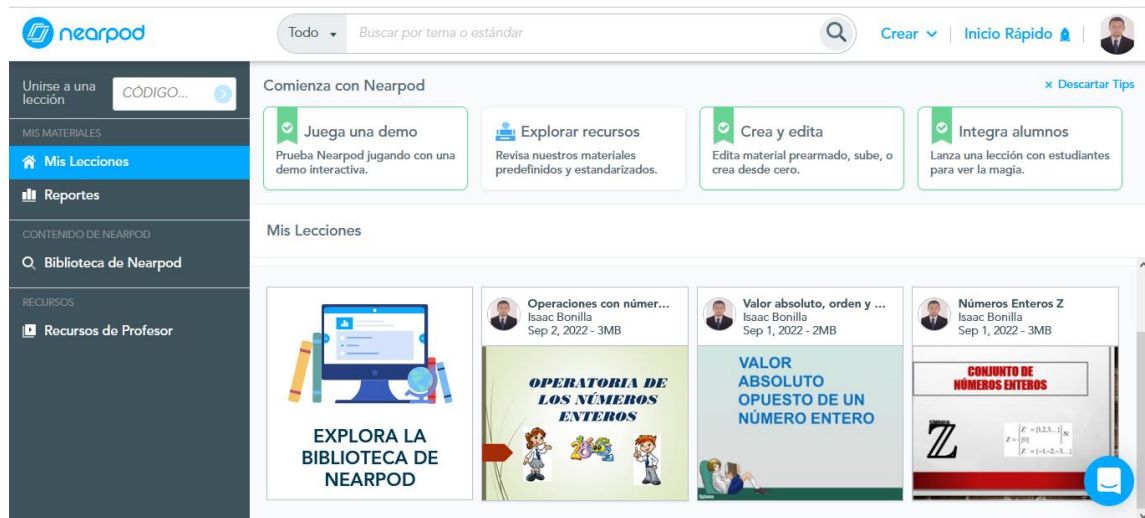 nearpod
Todo
Buscar por tema o estándar
Crear
Inicio Rápido
Unirse a una
lección
CÓDIGO...
MIS MATERIALES
Mis Lecciones
Reportes
CONTENIDO DE NEARPOD
Biblioteca de Nearpod
RECURSOS
Recursos de Profesor
Comienza con Nearpod
× Descartar Tips
Juega una demo
Prueba Nearpod jugando con una
demo interactiva.
Explorar recursos
Revisa nuestros materiales
predefinidos y estandarizados.
Crea y edita
Edita material prearmado, sube, o
crea desde cero.
Integra alumnos
Lanza una lección con estudiantes
para ver la magia.
Mis Lecciones
EXPLORA LA
BIBLIOTECA DE
NEARPOD
Operaciones con númer...
Isaac Bonilla
Sep 2, 2022 - 3MB
OPERATORIA DE
LOS NÚMEROS
ENTEROS
Valor absoluto, orden y ...
Isaac Bonilla
Sep 1, 2022 - 2MB
VALOR
ABSOLUTO
OPUESTO DE UN
NÚMERO ENTERO
Números Enteros Z
Isaac Bonilla
Sep 1, 2022 - 3MB
CONJUNTO DE
NÚMEROS ENTEROS
Z